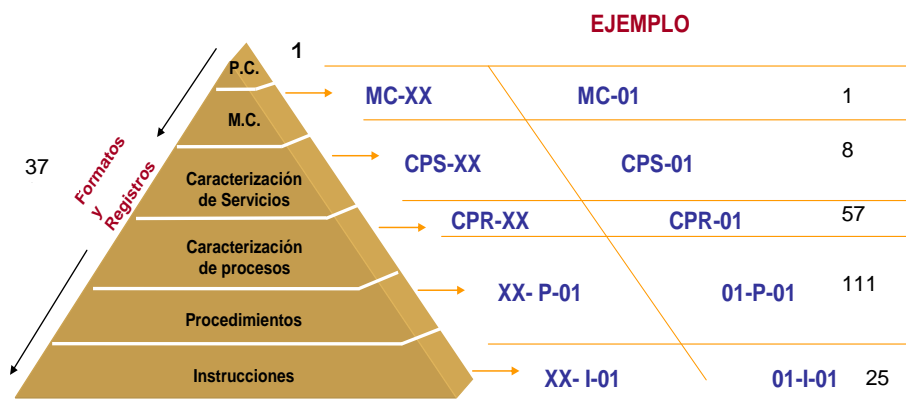 EJEMPLO
1
P.C.
MC-XX MC-01 1
M.C.
37
Formatos
y
Registros
CPS-XX CPS-01 8
Caracterización
de Servicios
CPR-XX CPR-01 57
Caracterización
de procesos
XX- P-01 01-P-01 111
Procedimientos
XX- I-01 01-I-01 25
Instrucciones